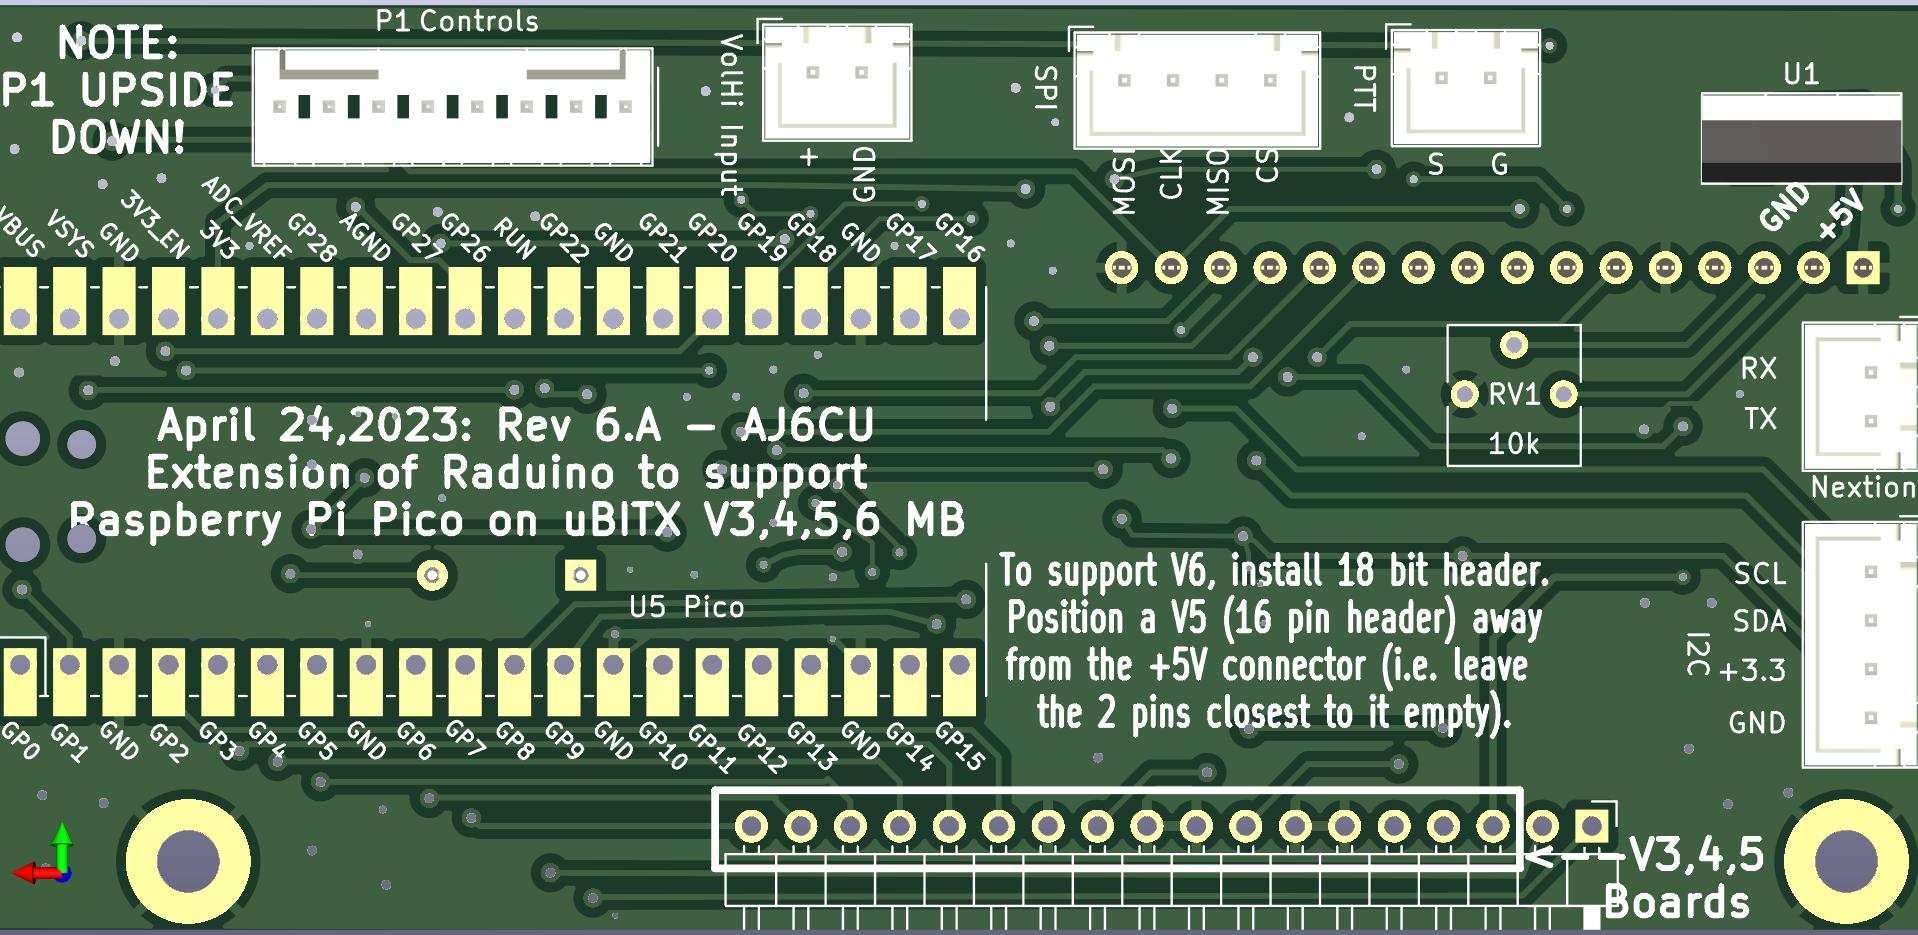 P1 Controls
NOTE:
P1 UPSIDE
DOWN!
VolHi Input
+
GND
SPI
MOSI
CLK
MISO
CS
PTT
S
G
U1
GND
+5V
VBUS
VSYS
GND
3V3_EN
3V3
ADC_VREF
GP28
AGND
GP27
GP26
RUN
GP22
GND
GP21
GP20
GP19
GP18
GND
GP17
GP16
RV1
10k
RX
TX
Nextion
April 24,2023: Rev 6.A – AJ6CU
Extension of Raduino to support
Raspberry Pi Pico on uBITX V3,4,5,6 MB
U5 Pico
To support V6, install 18 bit header.
Position a V5 (16 pin header) away
from the +5V connector (i.e. leave
the 2 pins closest to it empty).
SCL
SDA
I2C
+3.3
GND
GP0
GP1
GND
GP2
GP3
GP4
GP5
GND
GP6
GP7
GP8
GP9
GND
GP10
GP11
GP12
GP13
GND
GP14
GP15
V3,4,5
Boards